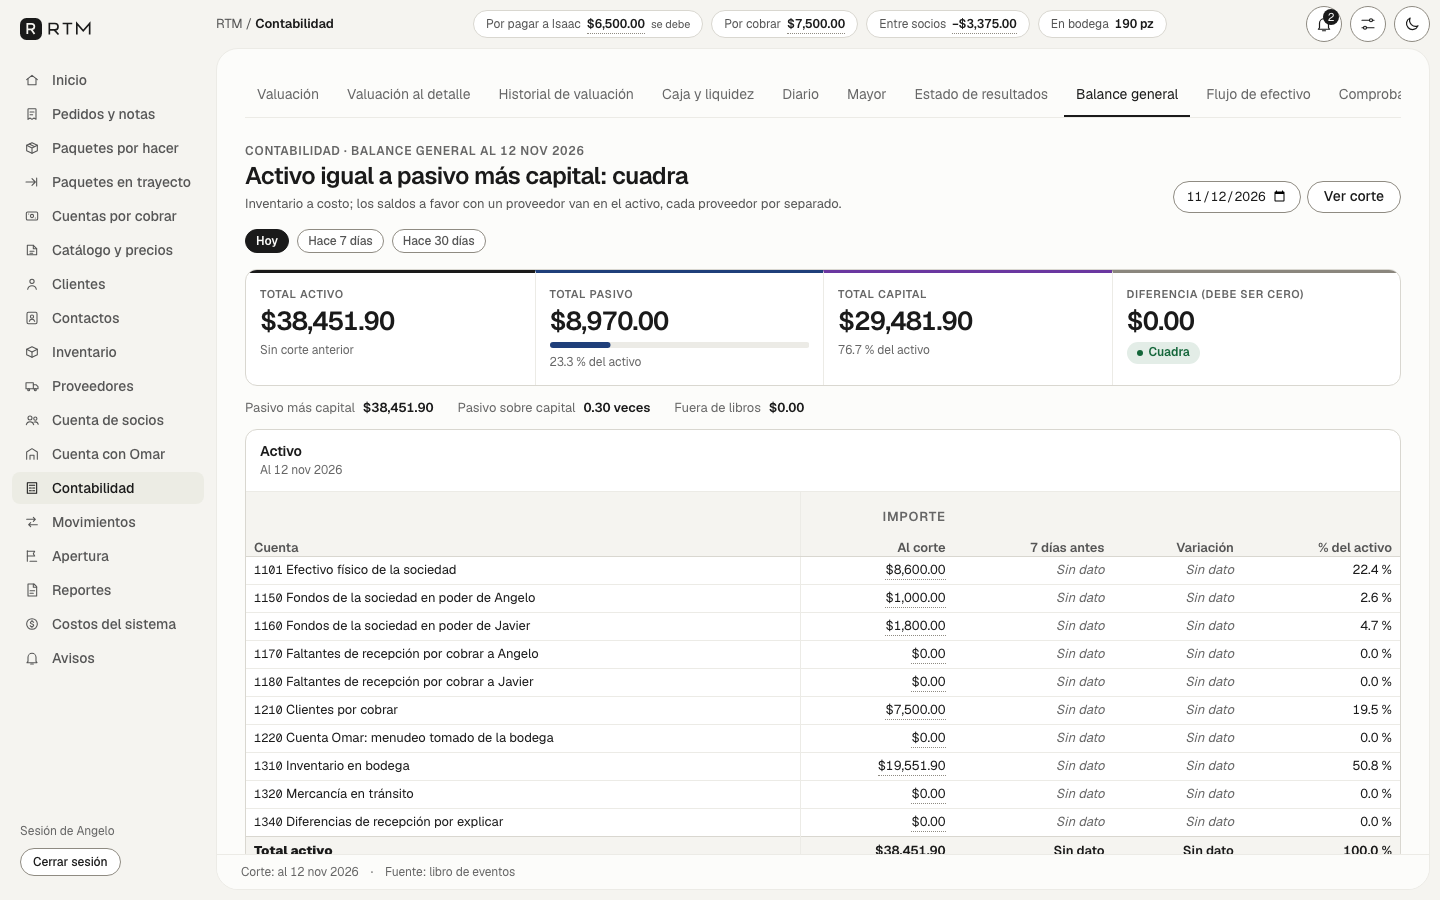 R RTM
RTM / Contabilidad
Por pagar a Isaac $6,500.00 se debe
Por cobrar $7,500.00
Entre socios −$3,375.00
En bodega 190 pz
2
Inicio
Pedidos y notas
Paquetes por hacer
Paquetes en trayecto
Cuentas por cobrar
Catálogo y precios
Clientes
Contactos
Inventario
Proveedores
Cuenta de socios
Cuenta con Omar
Contabilidad
Movimientos
Apertura
Reportes
Costos del sistema
Avisos
Sesión de Angelo
Cerrar sesión
Valuación Valuación al detalle Historial de valuación Caja y liquidez Diario Mayor Estado de resultados Balance general Flujo de efectivo Comproba
CONTABILIDAD · BALANCE GENERAL AL 12 NOV 2026
Activo igual a pasivo más capital: cuadra
Inventario a costo; los saldos a favor con un proveedor van en el activo, cada proveedor por separado.
11/12/2026 Ver corte
Hoy Hace 7 días Hace 30 días
TOTAL ACTIVO
$38,451.90
Sin corte anterior
TOTAL PASIVO
$8,970.00
23.3 % del activo
TOTAL CAPITAL
$29,481.90
76.7 % del activo
DIFERENCIA (DEBE SER CERO)
$0.00
Cuadra
Pasivo más capital $38,451.90 Pasivo sobre capital 0.30 veces Fuera de libros $0.00
Activo
Al 12 nov 2026
IMPORTE
Cuenta Al corte 7 días antes Variación % del activo
1101 Efectivo físico de la sociedad $8,600.00 Sin dato Sin dato 22.4 %
1150 Fondos de la sociedad en poder de Angelo $1,000.00 Sin dato Sin dato 2.6 %
1160 Fondos de la sociedad en poder de Javier $1,800.00 Sin dato Sin dato 4.7 %
1170 Faltantes de recepción por cobrar a Angelo $0.00 Sin dato Sin dato 0.0 %
1180 Faltantes de recepción por cobrar a Javier $0.00 Sin dato Sin dato 0.0 %
1210 Clientes por cobrar $7,500.00 Sin dato Sin dato 19.5 %
1220 Cuenta Omar: menudeo tomado de la bodega $0.00 Sin dato Sin dato 0.0 %
1310 Inventario en bodega $19,551.90 Sin dato Sin dato 50.8 %
1320 Mercancía en tránsito $0.00 Sin dato Sin dato 0.0 %
1340 Diferencias de recepción por explicar $0.00 Sin dato Sin dato 0.0 %
Total activo $38,451.90 Sin dato Sin dato 100.0 %
Corte: al 12 nov 2026 · Fuente: libro de eventos